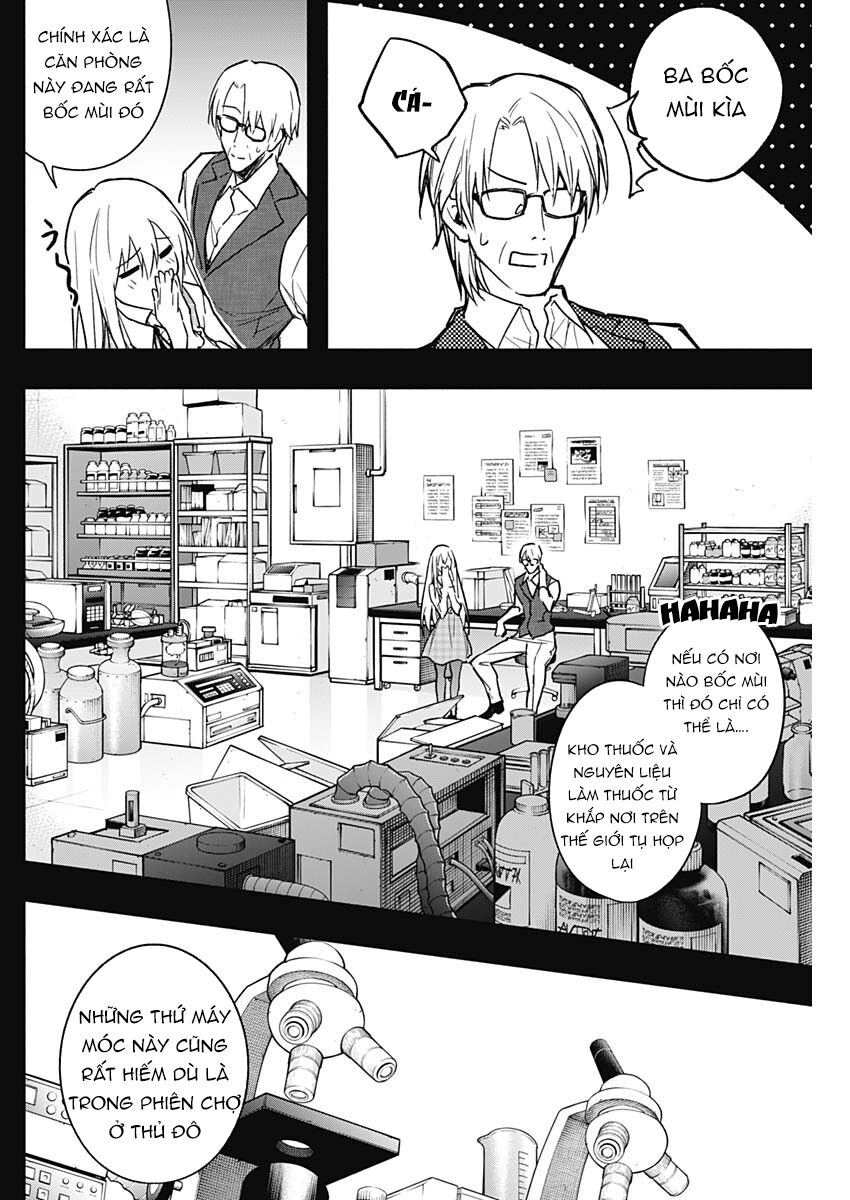 BA BỐC
MÙI KÌA
CÁ-
CHÍNH XÁC LÀ
CĂN PHÒNG
NÀY ĐANG RẤT
BỐC MÙI ĐÓ
HAHAHA
NẾU CÓ NƠI
NÀO BỐC MÙI
THÌ ĐÓ CHỈ CÓ
THỂ LÀ....
KHO THUỐC VÀ
NGUYÊN LIỆU
LÀM THUỐC TỪ
KHẮP NƠI TRÊN
THẾ GIỚI TỤ HỌP
LẠI
NHỮNG THỨ MÁY
MÓC NÀY CŨNG
RẤT HIẾM DÙ LÀ
TRONG PHIÊN CHỢ
Ở THỦ ĐÔ